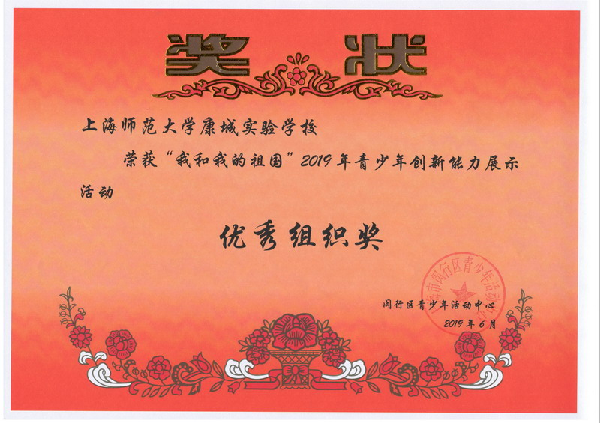 奖状
上海师范大学康城实验学校
荣获“我和我的祖国”2019年青少年创新能力展示
活动
优秀组织奖
闵行区青少年活动中心
2019年6月